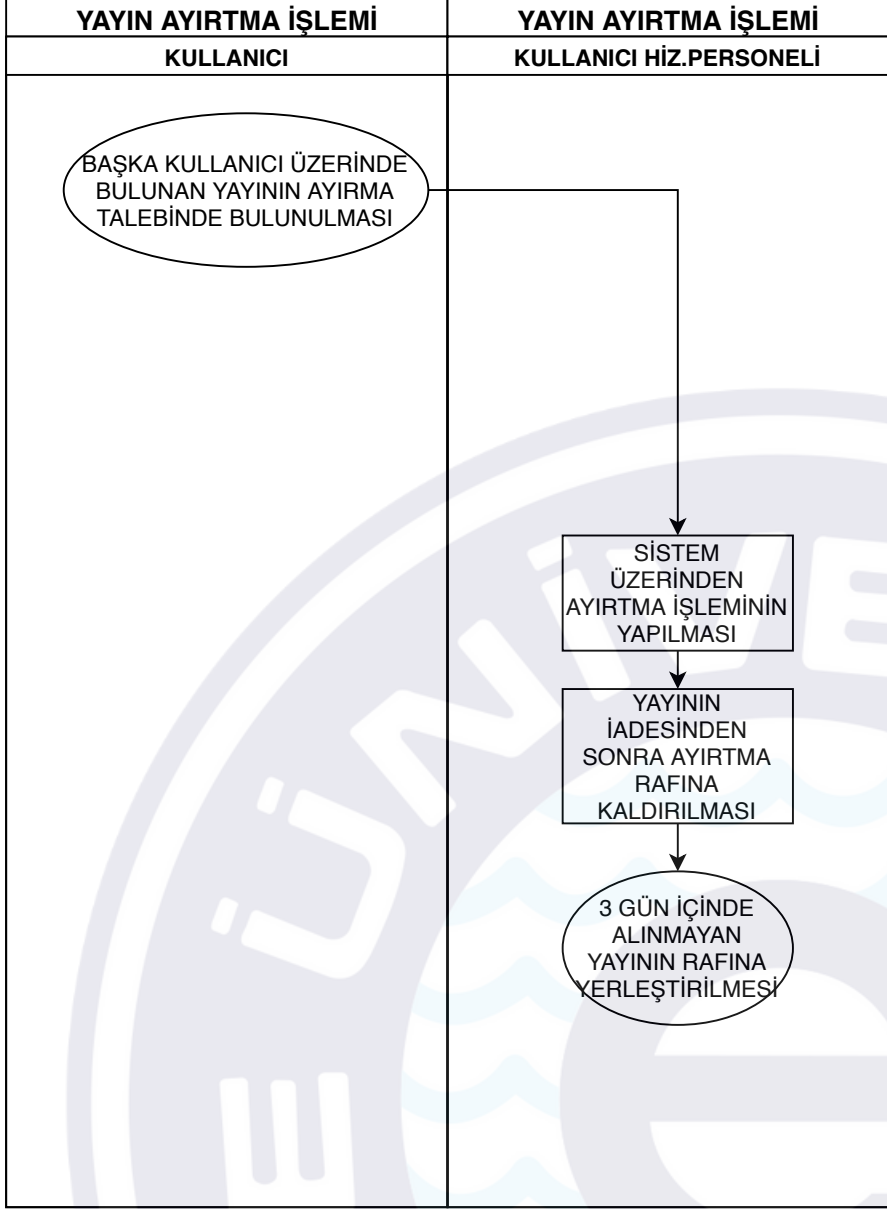 YAYIN AYIRTMA İŞLEMİ
YAYIN AYIRTMA İŞLEMİ
KULLANICI
KULLANICI HİZ.PERSONELİ
BAŞKA KULLANICI ÜZERİNDE
BULUNAN YAYININ AYIRMA
TALEBİNDE BULUNULMASI
SİSTEM
ÜZERİNDEN
AYIRTMA İŞLEMİNİN
YAPILMASI
YAYININ
İADESİNDEN
SONRA AYIRTMA
RAFINA
KALDIRILMASI
3 GÜN İÇİNDE
ALINMAYAN
YAYININ RAFINA
YERLEŞTİRİLMESİ
E ÜNİVE